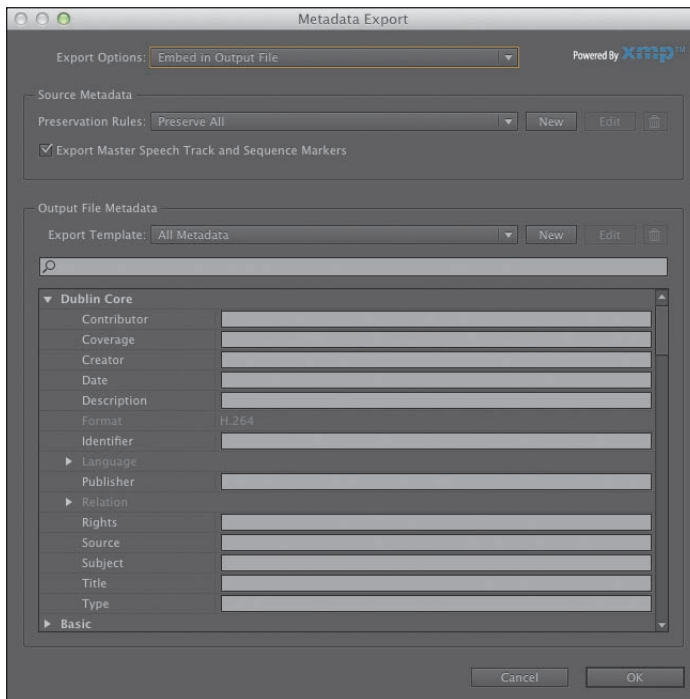 Metadata Export
Export Options: Embed in Output File
Powered By xmp™
Source Metadata
Preservation Rules: Preserve All New Edit
Export Master Speech Track and Sequence Markers
Output File Metadata
Export Template: All Metadata New Edit
Dublin Core
Contributor
Coverage
Creator
Date
Description
Format H.264
Identifier
Language
Publisher
Relation
Rights
Source
Subject
Title
Type
Basic
Cancel OK